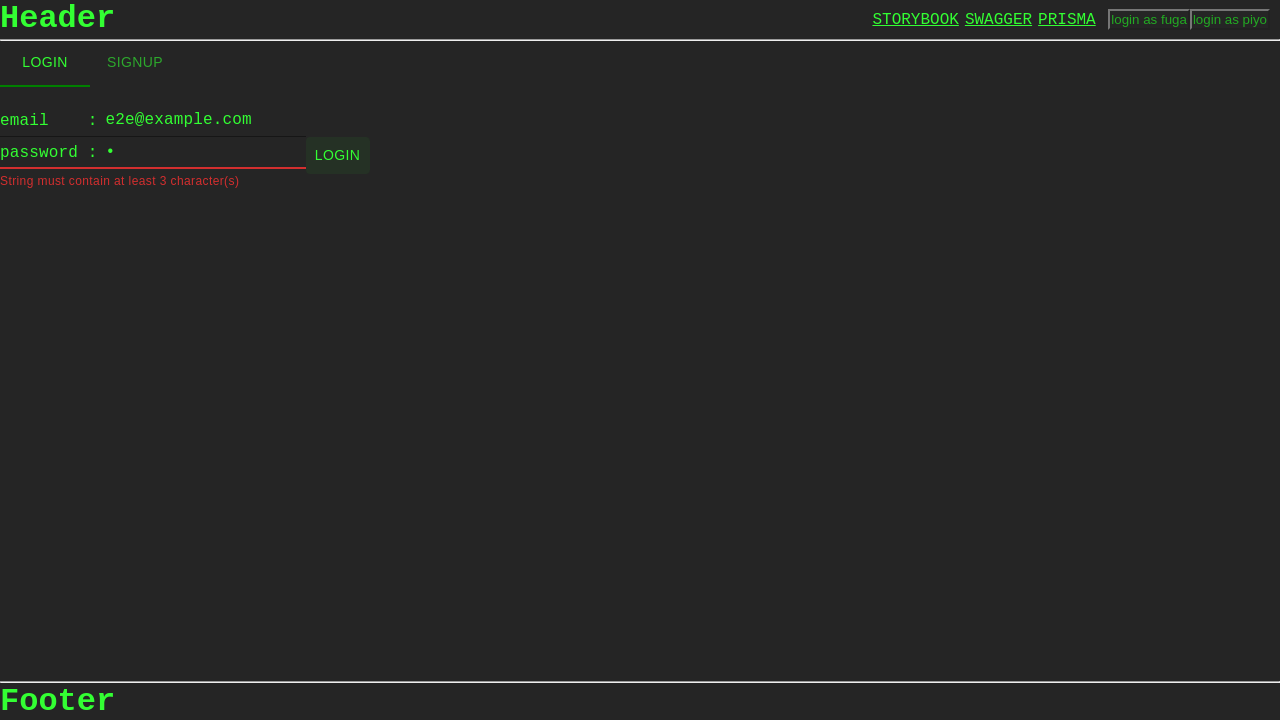 Header
STORYBOOK SWAGGER PRISMA login as fuga login as piyo
LOGIN SIGNUP
email    : e2e@example.com
password : •
LOGIN
String must contain at least 3 character(s)
Footer